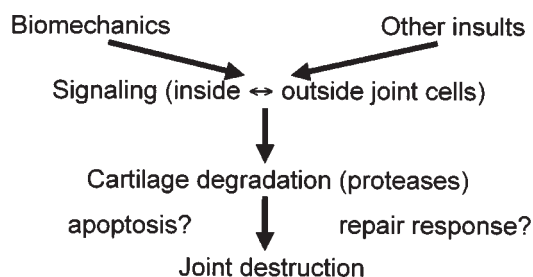 Biomechanics Other insults
Signaling (inside ↔ outside joint cells)
Cartilage degradation (proteases)
apoptosis? repair response?
Joint destruction